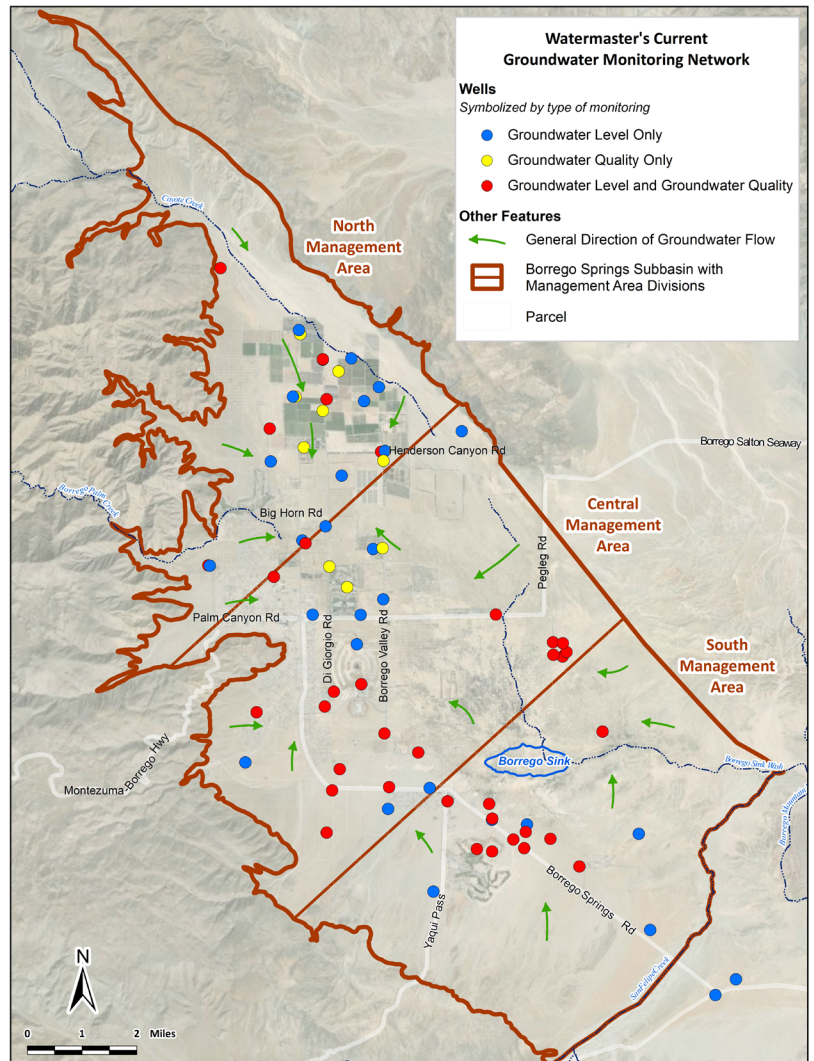 Watermaster's Current
Groundwater Monitoring Network
Wells
Symbolized by type of monitoring
Groundwater Level Only
Groundwater Quality Only
Groundwater Level and Groundwater Quality
Other Features
General Direction of Groundwater Flow
Borrego Springs Subbasin with
Management Area Divisions
Parcel
Coyote Creek
North
Management
Area
Henderson Canyon Rd
Borrego Salton Seaway
Borrego Palm Creek
Big Horn Rd
Central
Management
Area
Pegleg Rd
Palm Canyon Rd
Di Giorgio Rd
Borrego Valley Rd
South
Management
Area
Montezuma-Borrego Hwy
Borrego Sink
Borrego Sink Wash
Borrego Mountain
Borrego Springs Rd
Yaqui Pass
SanFelipeCreek
N
0 1 2 Miles